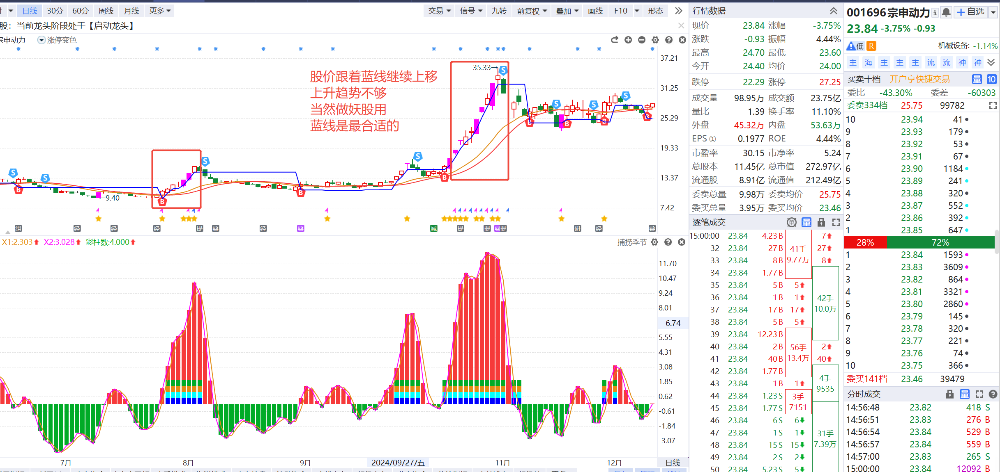 日线 30分 60分 周线 月线 更多
交易 信号 九转 前复权 叠加 画线 F10 形态
股：当前龙头阶段处于【启动龙头】
宗申动力 涨停变色
股价跟着蓝线继续上移
上升趋势不够
当然做妖股用
蓝线是最合适的
35.33→
←9.40
37.21
31.25
25.29
19.33
13.37
7.42
S S S S S S S S
B B B B B B B
组 经 经 经 提 叠 经 叠 减 提 提 叠 提 研 经 叠
X1:2.303 X2:3.028 彩柱数:4.000
捕捞季节
11.70
10.47
9.24
8.01
6.74
5.55
4.31
3.08
1.85
0.62
-0.61
-1.84
-3.07
7月 8月 9月 2024/09/27/五 11月 12月 日线
行情数据
现价 23.84 涨幅 -3.75%
涨跌 -0.93 振幅 4.44%
最高 24.70 最低 23.60
今开 24.40 均价 24.00
跌停 22.29 涨停 27.25
成交量 98.95万 成交额 23.75亿
量比 1.39 换手率 11.10%
外盘 45.32万 内盘 53.63万
EPS① 0.1977 ROE 4.44%
市盈率 30.15 市净率 5.24
总股本 11.45亿 总市值 272.97亿
流通股 8.91亿 流通值 212.49亿
委卖总量 9.98万 委卖均价 25.75
委买总量 3.95万 委买均价 23.46
逐笔成交 单 量
15:00:00 23.84 4.23 B 7
32 23.84 27 B 27
33 23.84 8 B 8
34 23.84 1.77 B
41手
9.77万
35 23.84 5 B 5
36 23.84 1 B 1
37 23.84 17 B 17
38 23.84 5 B 5
42手
10.0万
39 23.84 12.23 B
40 23.84 2 B 2
41 23.84 40 B 40
42 23.84 1.77 B
56手
13.4万
43 23.84 1 B 1
44 23.84 1.23 S
45 23.84 1.77 S
4手
9535
3手
7151
46 23.84 6 S 6
47 23.84 1 S 1
48 23.84 15 S 15
49 23.84 2 S 2
50 23.84 5.23 S 5
31手
7.39万
001696 宗申动力 自选
23.84 -3.75% -0.93
低 R 机械设备: -1.14%
主 海 主 主 主 流 流 神 神
买卖十档 开户享快捷交易 量 10
委比 -43.30% 委差 -60303
委卖334档 25.75 99782
10 23.94 41
9 23.93 179
8 23.92 53
7 23.91 67
6 23.90 1184
5 23.89 241
4 23.88 320
3 23.87 552
2 23.86 392
1 23.85 647
28% 72%
1 23.84 1593
2 23.83 3609
3 23.82 864
4 23.81 3321
5 23.80 2860
6 23.79 145
7 23.78 320
8 23.77 221
9 23.76 74
10 23.75 366
委买141档 23.46 39479
分时成交 量
14:56:48 23.82 418 S
14:56:51 23.83 276 B
14:56:54 23.84 529 B
14:56:57 23.84 559 B
14:57:00 23.83 265 S
15:00:00 23.84 12092 B